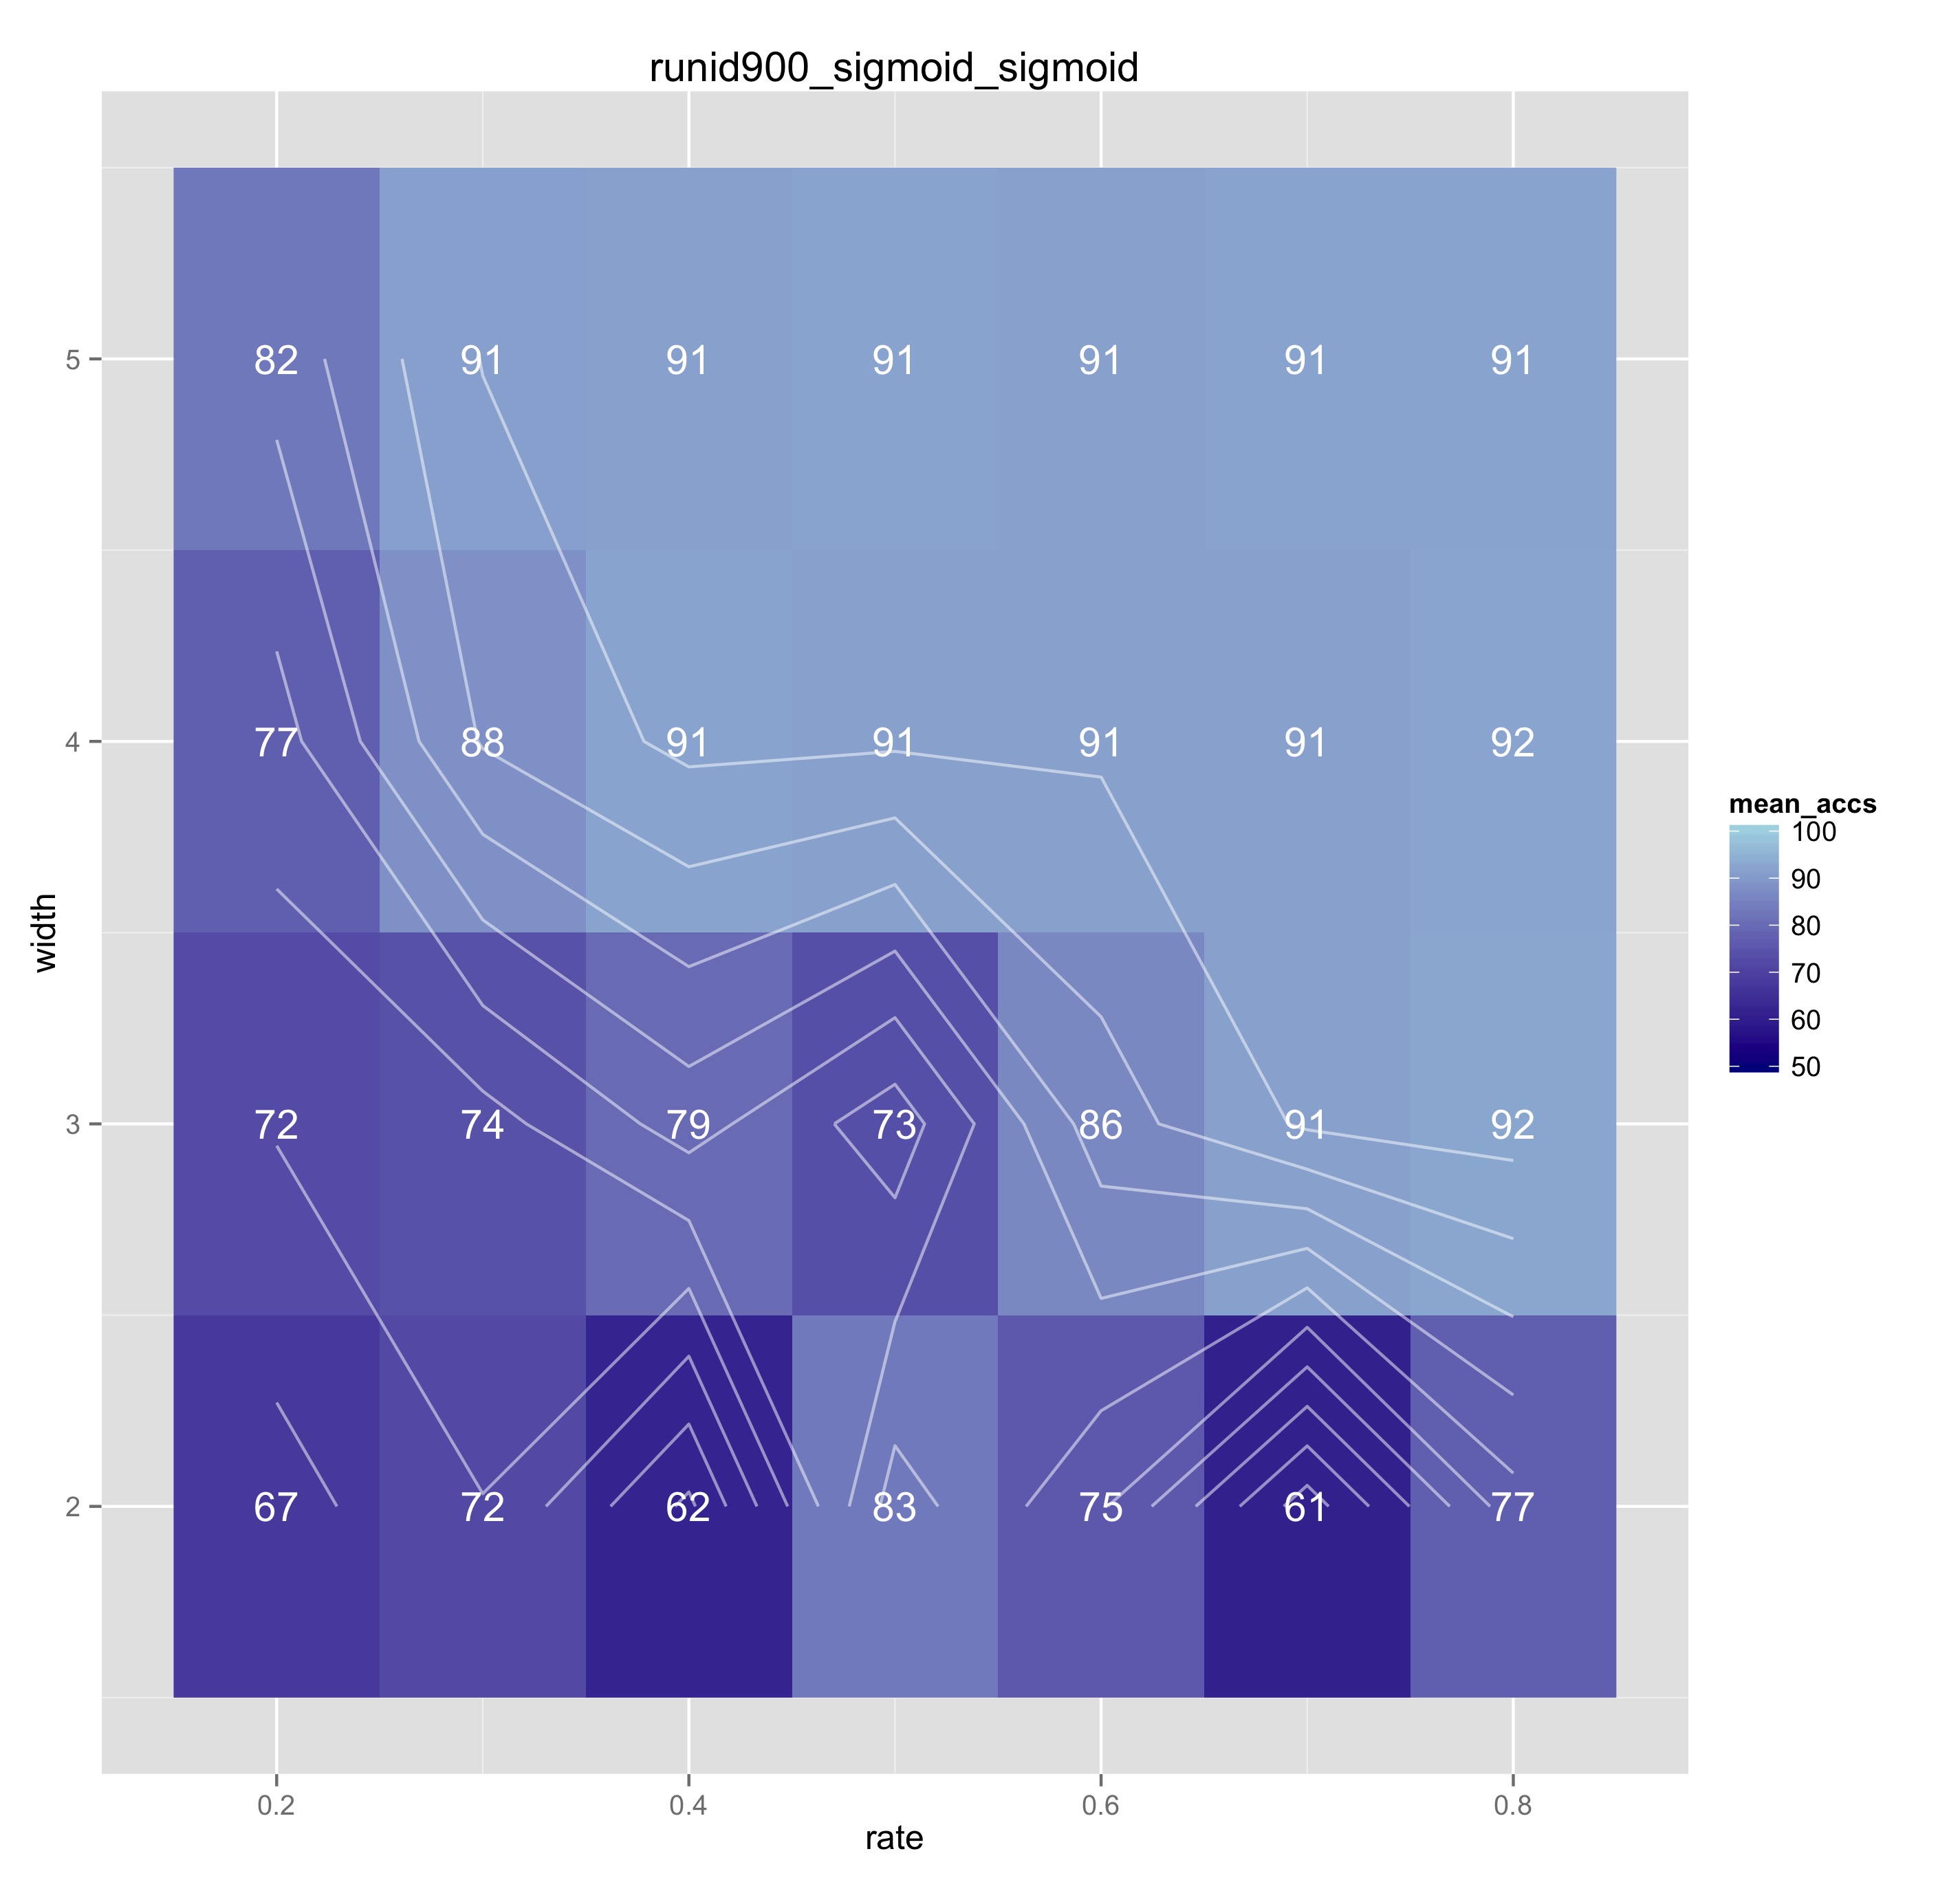 runid900_sigmoid_sigmoid
5
82 91 91 91 91 91 91
4
77 88 91 91 91 91 92
width
3
72 74 79 73 86 91 92
2
67 72 62 83 75 61 77
0.2 0.4 0.6 0.8
rate
mean_accs
100
90
80
70
60
50